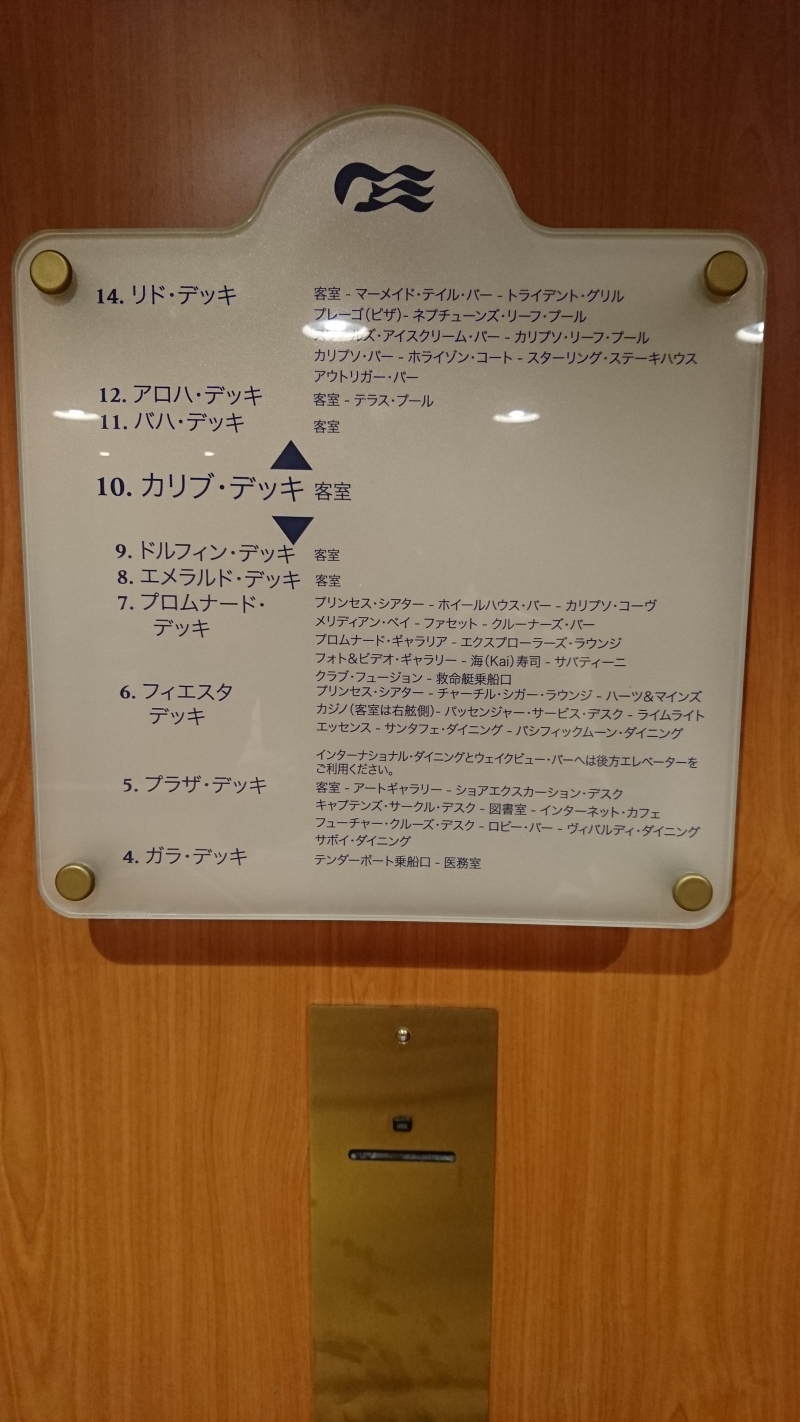 14. リド・デッキ 客室 - マーメイド・テイル・バー - トライデント・グリル
プレーゴ(ピザ)- ネプチューンズ・リーフ・プール
ズ・アイスクリーム・バー - カリプソ・リーフ・プール
カリプソ・バー - ホライゾン・コート - スターリング・ステーキハウス
アウトリガー・バー
12. アロハ・デッキ 客室 - テラス・プール
11. バハ・デッキ 客室
10. カリブ・デッキ 客室
9. ドルフィン・デッキ 客室
8. エメラルド・デッキ 客室
7. プロムナード・デッキ プリンセス・シアター - ホイールハウス・バー - カリプソ・コーヴ
メリディアン・ベイ - ファセット - クルーナーズ・バー
プロムナード・ギャラリア - エクスプローラーズ・ラウンジ
フォト&ビデオ・ギャラリー - 海(Kai)寿司 - サバティーニ
クラブ・フュージョン - 救命艇乗船口
6. フィエスタデッキ プリンセス・シアター - チャーチル・シガー・ラウンジ - ハーツ&マインズ
カジノ(客室は右舷側)- パッセンジャー・サービス・デスク - ライムライト
エッセンス - サンタフェ・ダイニング - パシフィックムーン・ダイニング
インターナショナル・ダイニングとウェイクビュー・バーへは後方エレベーターを
ご利用ください。
5. プラザ・デッキ 客室 - アートギャラリー - ショアエクスカーション・デスク
キャプテンズ・サークル・デスク - 図書室 - インターネット・カフェ
フューチャー・クルーズ・デスク - ロビー・バー - ヴィバルディ・ダイニング
サボイ・ダイニング
4. ガラ・デッキ テンダーボート乗船口 - 医務室